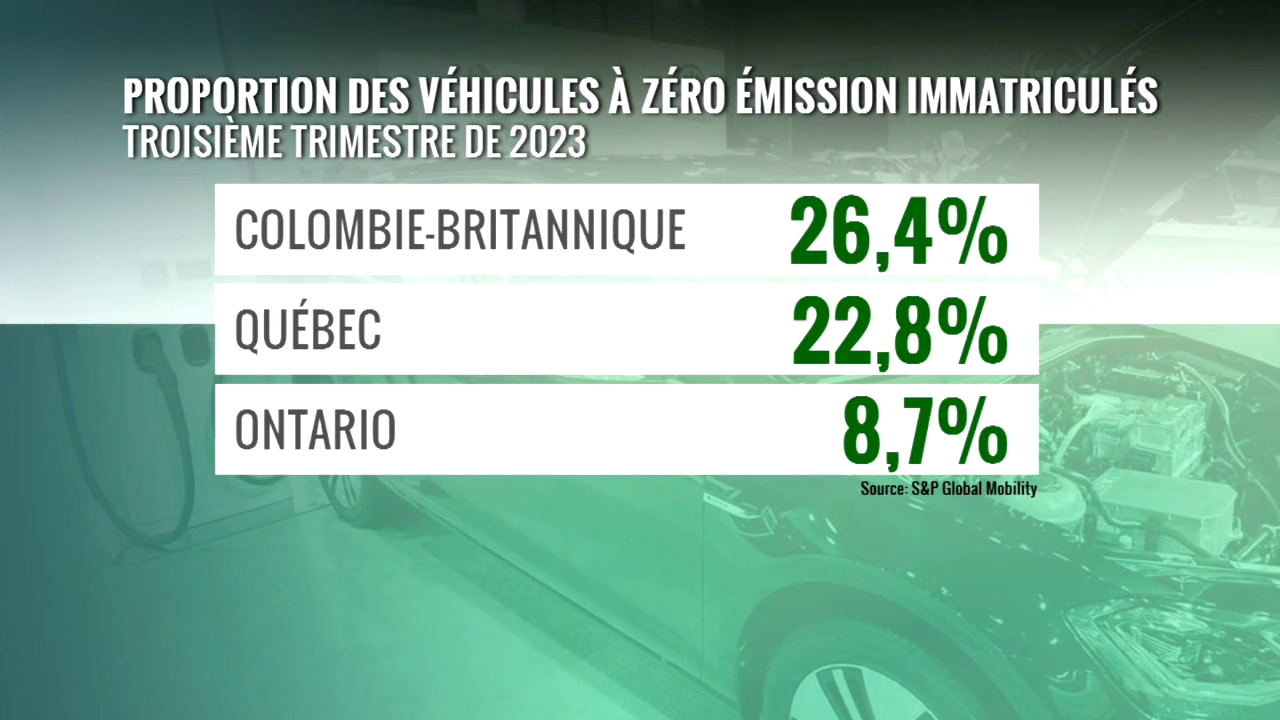 PROPORTION DES VÉHICULES À ZÉRO ÉMISSION IMMATRICULÉS
TROISIÈME TRIMESTRE DE 2023
COLOMBIE-BRITANNIQUE 26,4%
QUÉBEC 22,8%
ONTARIO 8,7%
Source: S&P Global Mobility